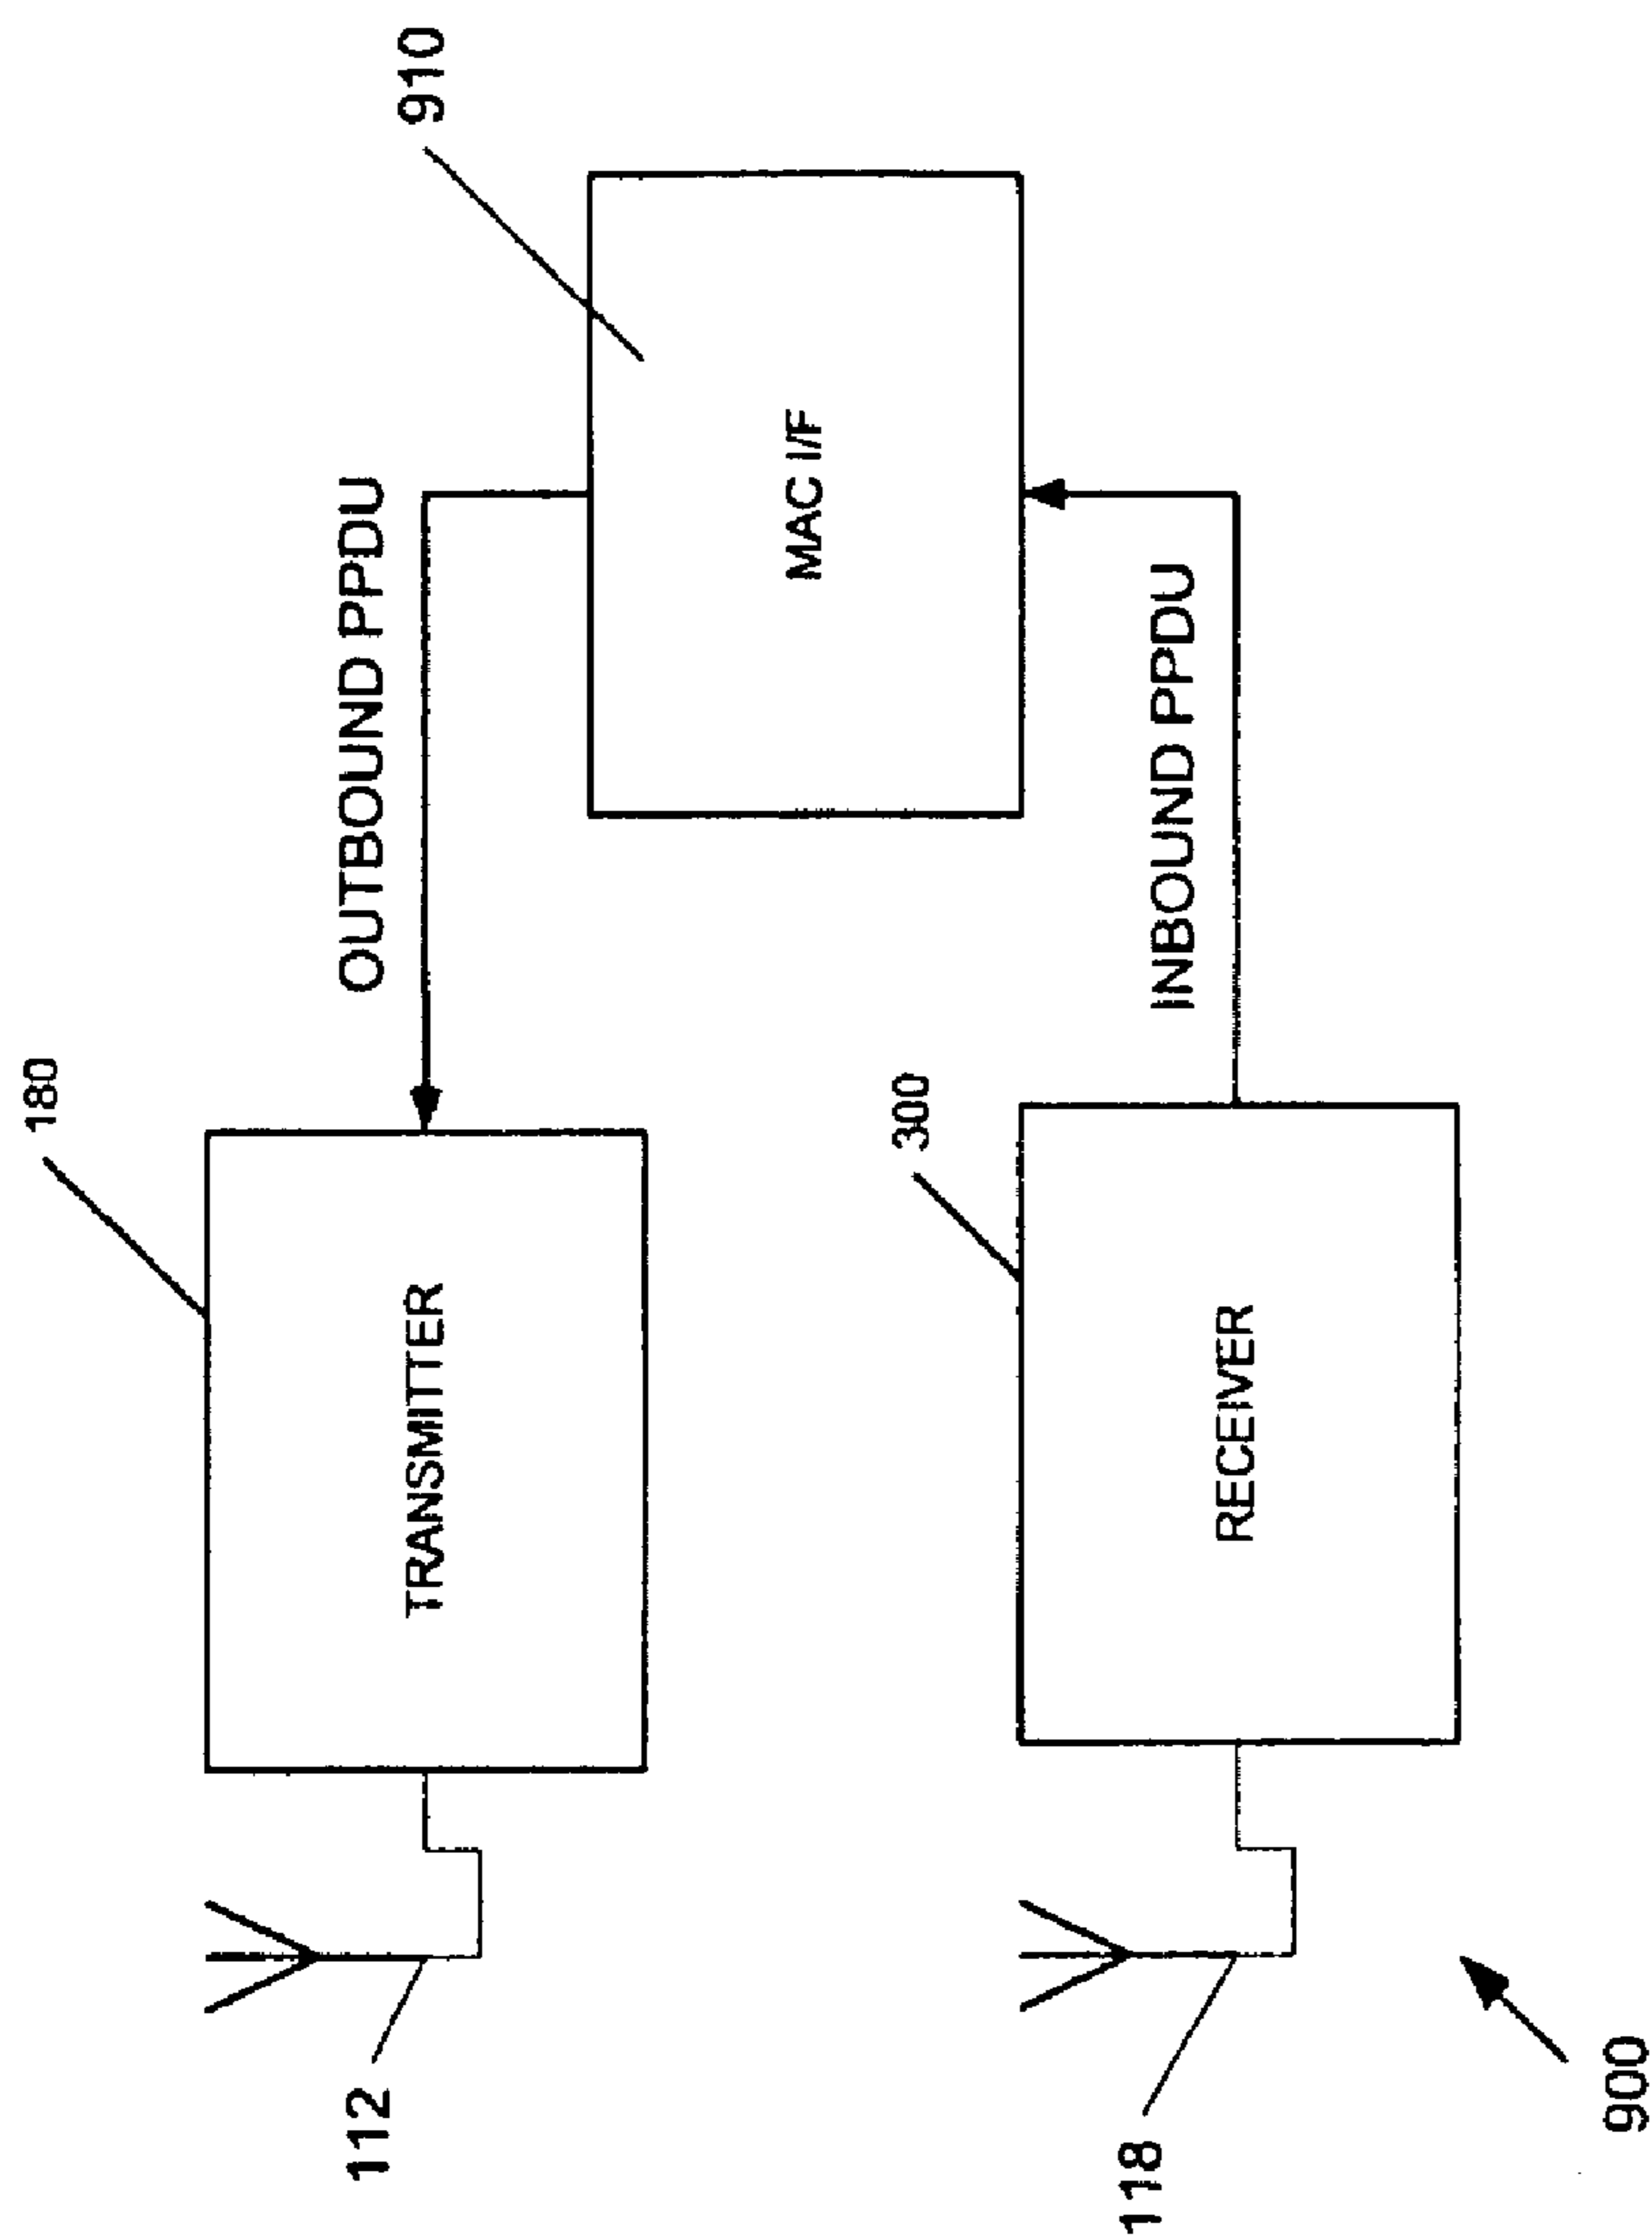 180
TRANSMITTER
112
OUTBOUND PPDU
910
MAC I/F
300
RECEIVER
118
INBOUND PPDU
900